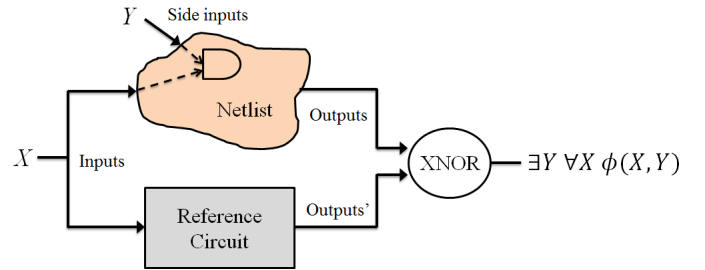 Y Side inputs
Netlist
Outputs
X
Inputs
XNOR
∃Y ∀X ϕ(X, Y)
Reference
Circuit
Outputs’